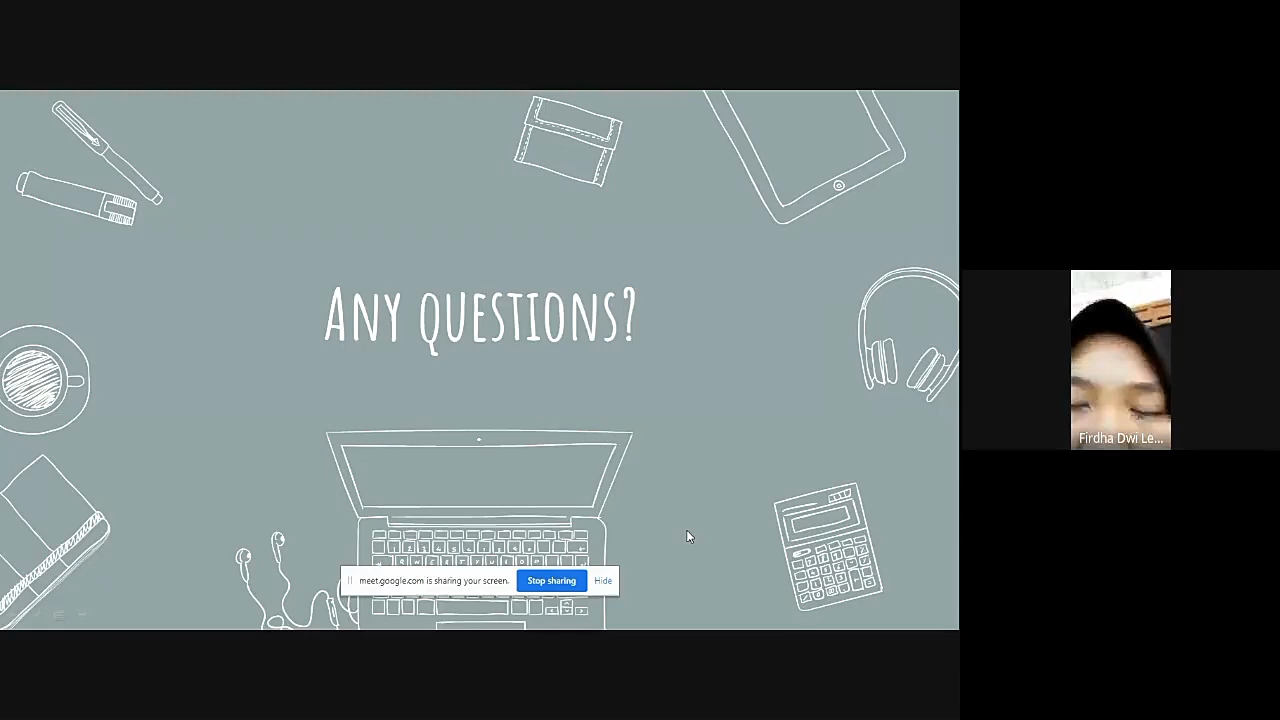 ANY QUESTIONS?
meet.google.com is sharing your screen.
Stop sharing
Hide
Firdha Dwi Le...